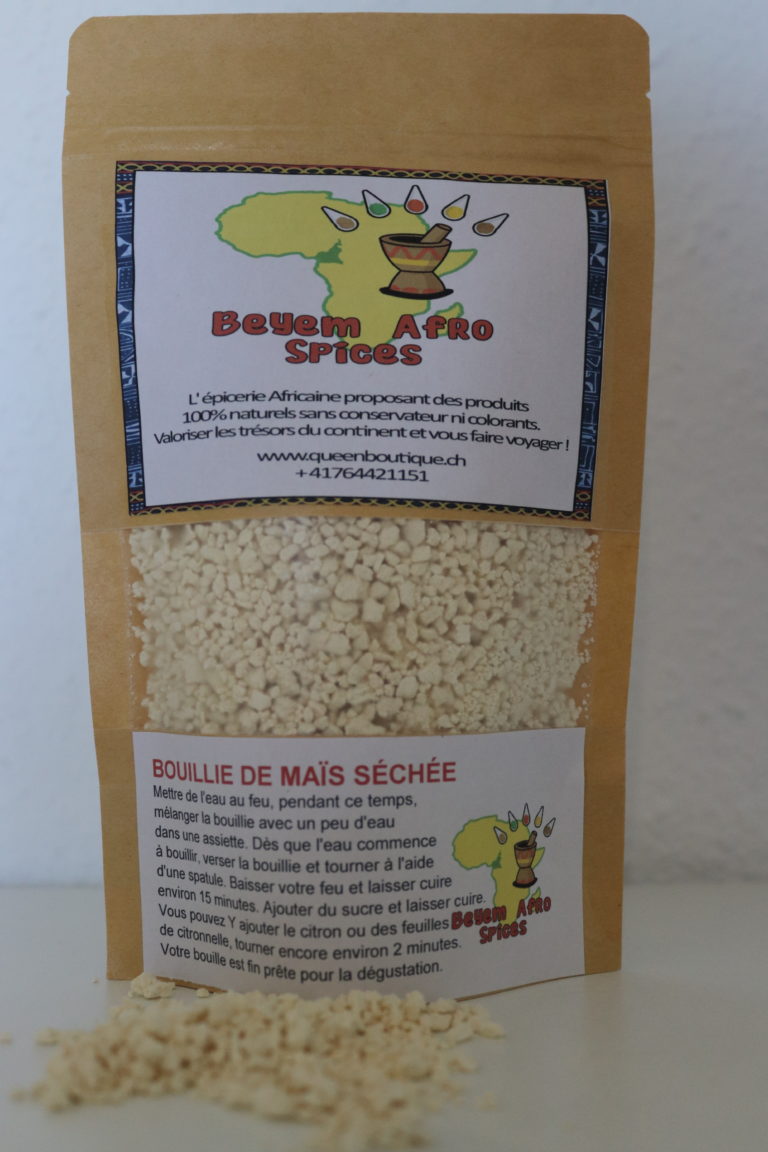 Beyem Afro
Spices
L'épicerie Africaine proposant des produits
100% naturels sans conservateur ni colorants.
Valoriser les trésors du continent et vous faire voyager !
www.queenboutique.ch
+41764421151
BOUILLIE DE MAÏS SÉCHÉE
Mettre de l'eau au feu, pendant ce temps,
mélanger la bouillie avec un peu d'eau
dans une assiette. Dès que l'eau commence
à bouillir, verser la bouillie et tourner à l'aide
d'une spatule. Baisser votre feu et laisser cuire
environ 15 minutes. Ajouter du sucre et laisser cuire.
Vous pouvez Y ajouter le citron ou des feuilles
de citronnelle, tourner encore environ 2 minutes.
Votre bouille est fin prête pour la dégustation.
Beyem Afro
Spices